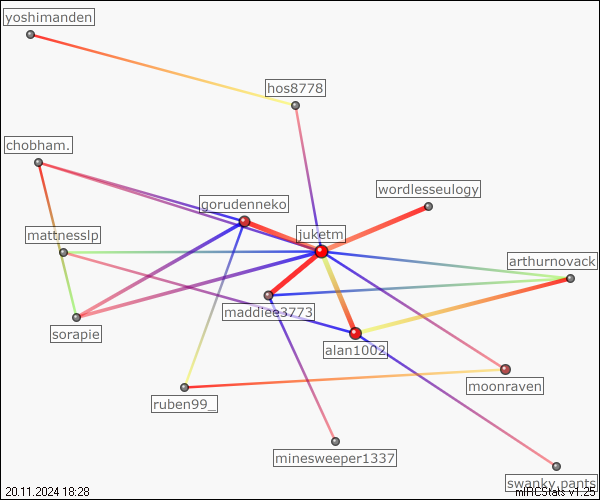 yoshimanden
hos8778
chobham.
wordlesseulogy
gorudenneko
mattnesslp
juketm
arthurnovack
maddiee3773
sorapie
alan1002
moonraven
ruben99_
minesweeper1337
swanky.pants
20.11.2024 18:28
mIRCStats v1.25